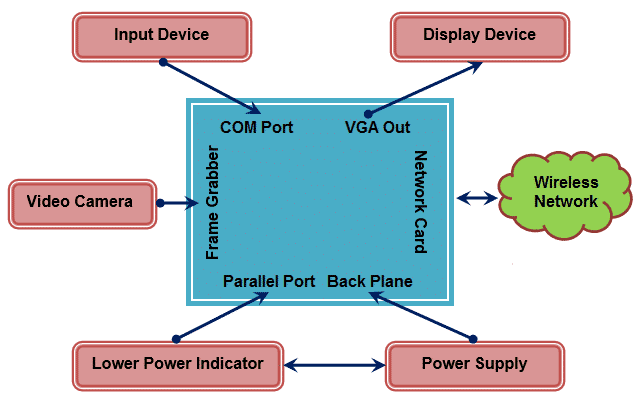 Input Device
Display Device
COM Port
VGA Out
Frame Grabber
Network Card
Video Camera
Wireless
Network
Parallel Port
Back Plane
Lower Power Indicator
Power Supply